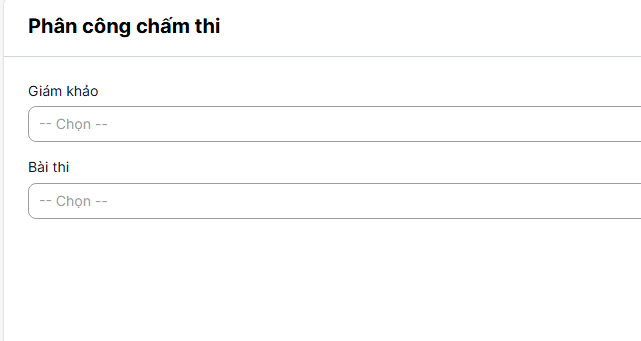 Phân công chấm thi
Giám khảo
-- Chọn --
Bài thi
-- Chọn --